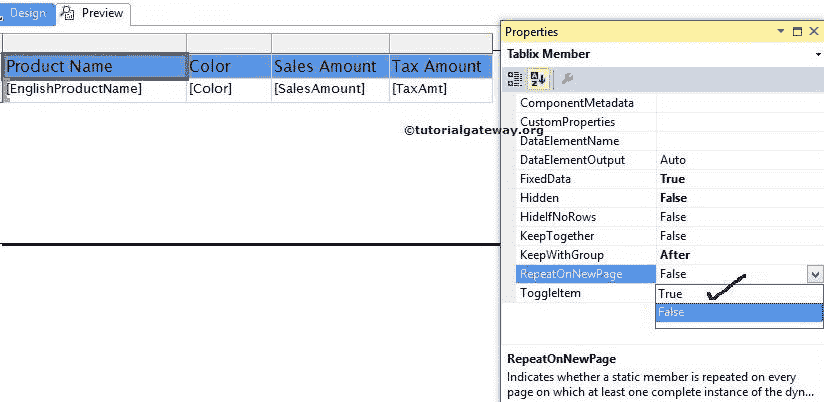 Design Preview
Properties
Tablix Member
Product Name Color Sales Amount Tax Amount
[EnglishProductName] [Color] [SalesAmount] [TaxAmt]
©tutorialgateway.org
ComponentMetadata
CustomProperties
DataElementName
DataElementOutput Auto
FixedData True
Hidden False
HideIfNoRows False
KeepTogether False
KeepWithGroup After
RepeatOnNewPage False
ToggleItem True
False
RepeatOnNewPage
Indicates whether a static member is repeated on every
page on which at least one complete instance of the dyn...